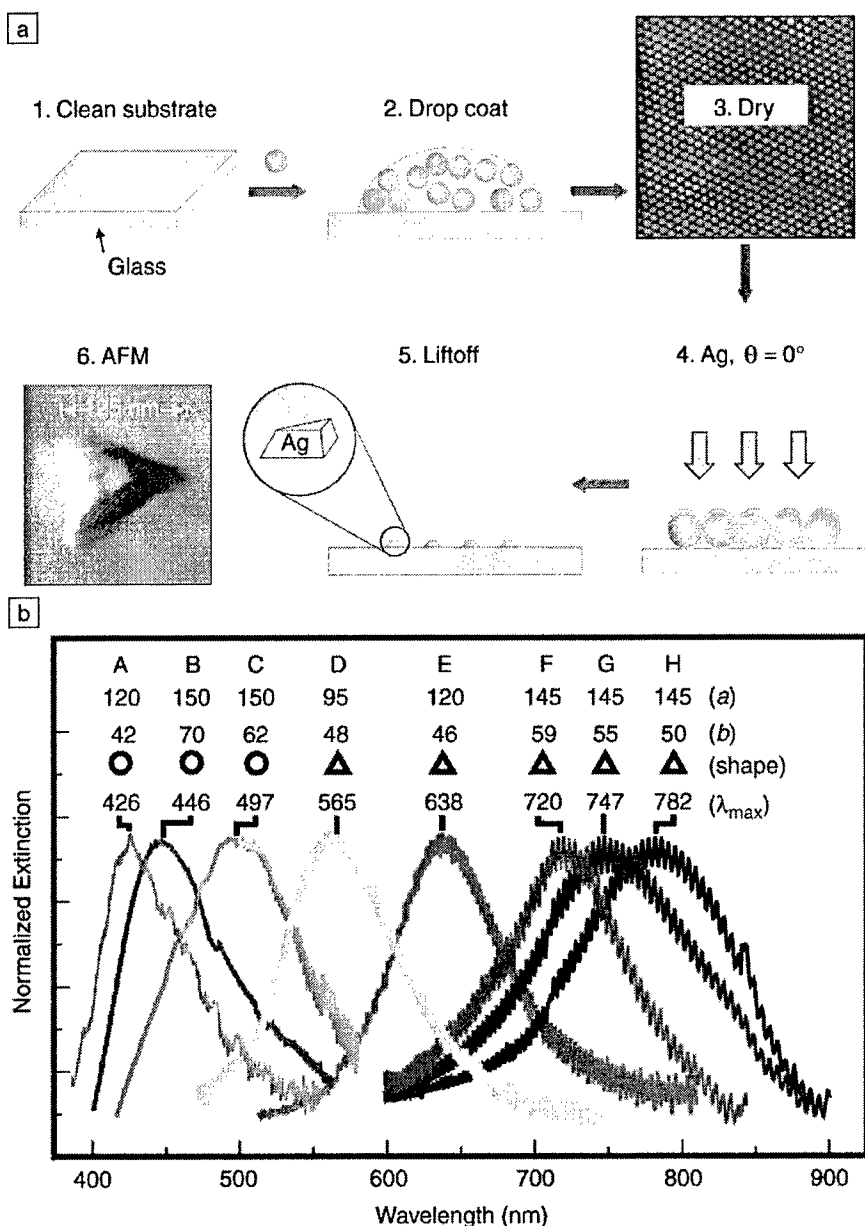 a
1. Clean substrate
2. Drop coat
3. Dry
Glass
6. AFM
5. Liftoff
4. Ag, θ = 0°
Ag
b
A B C D E F G H
120 150 150 95 120 145 145 145 (a)
42 70 62 48 46 59 55 50 (b)
(shape)
426 446 497 565 638 720 747 782 (λmax)
Normalized Extinction
400 500 600 700 800 900
Wavelength (nm)